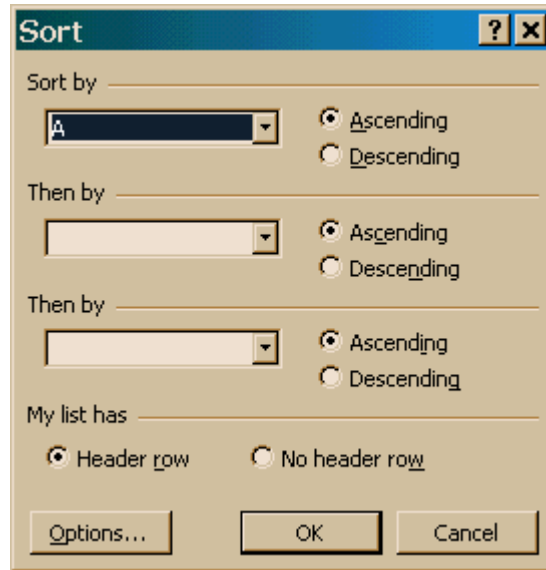 Sort ?
Sort by
A
Ascending
Descending
Then by
Ascending
Descending
Then by
Ascending
Descending
My list has
Header row No header row
Options... OK Cancel